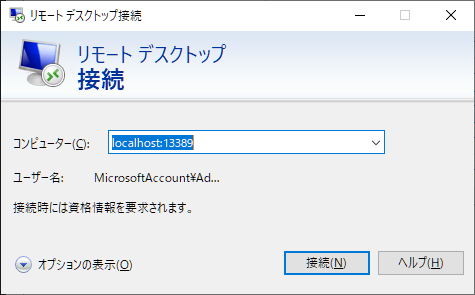 リモート デスクトップ接続
リモート デスクトップ
接続
コンピューター(C): localhost:13389
ユーザー名: MicrosoftAccount¥Ad...
接続時には資格情報を要求されます。
オプションの表示(O) 接続(N) ヘルプ(H)